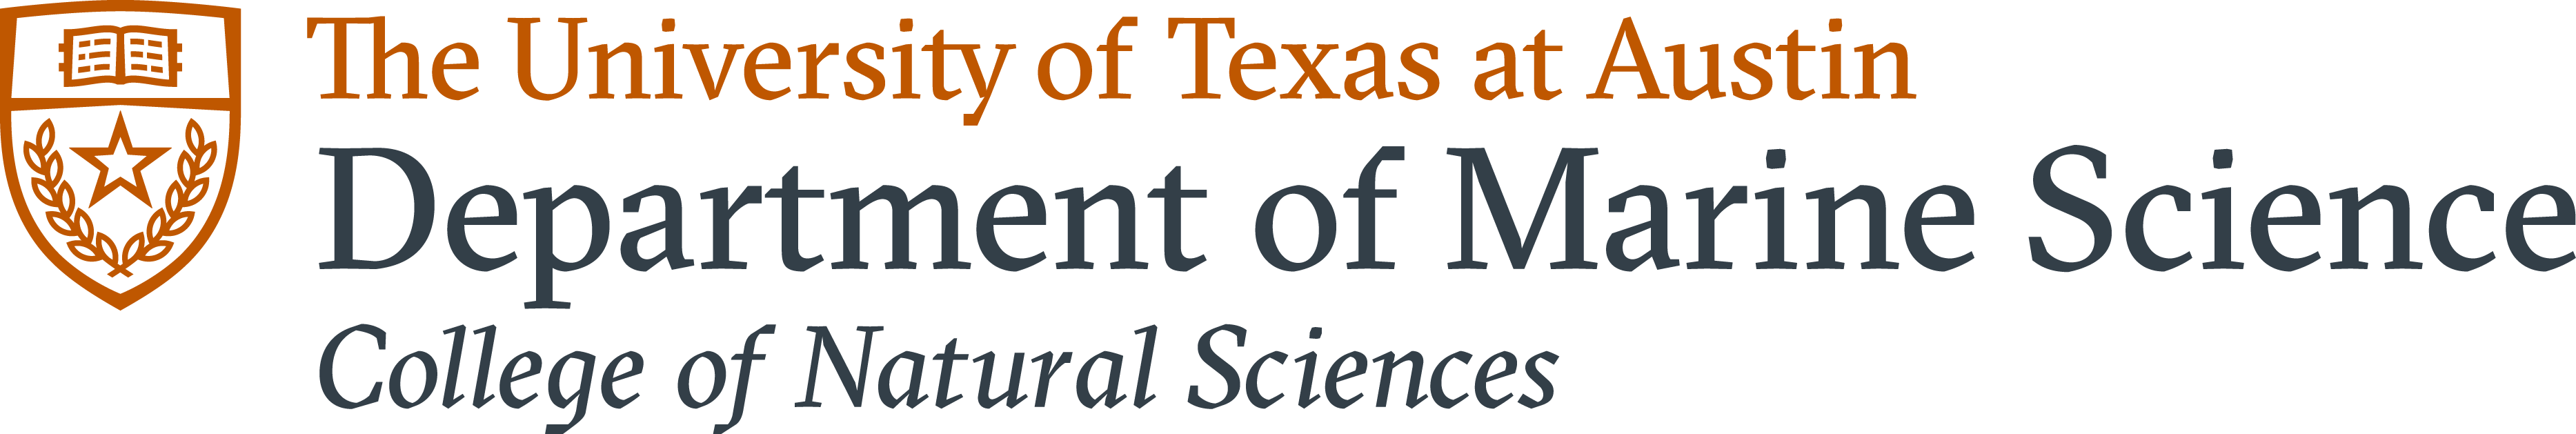 The University of Texas at Austin
Department of Marine Science
College of Natural Sciences